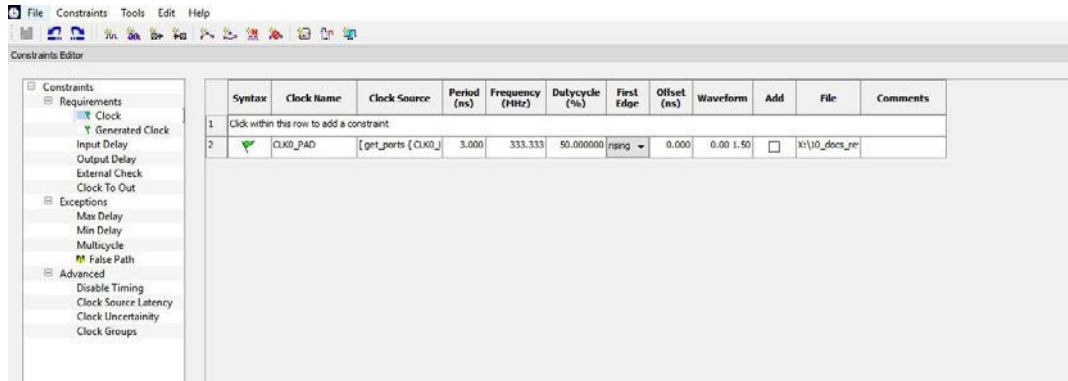 File Constraints Tools Edit Help
Constraints Editor
Constraints
Requirements
Clock
Generated Clock
Input Delay
Output Delay
External Check
Clock To Out
Exceptions
Max Delay
Min Delay
Multicycle
False Path
Advanced
Disable Timing
Clock Source Latency
Clock Uncertainity
Clock Groups
Syntax Clock Name Clock Source Period (ns) Frequency (MHz) Dutycycle (%) First Edge Offset (ns) Waveform Add File Comments
1 Click within this row to add a constraint
2 CLK0_PAD [ get_ports { CLK0_ 3.000 333.333 50.000000 rising 0.000 0.00 1.50 X:\10_docs_re